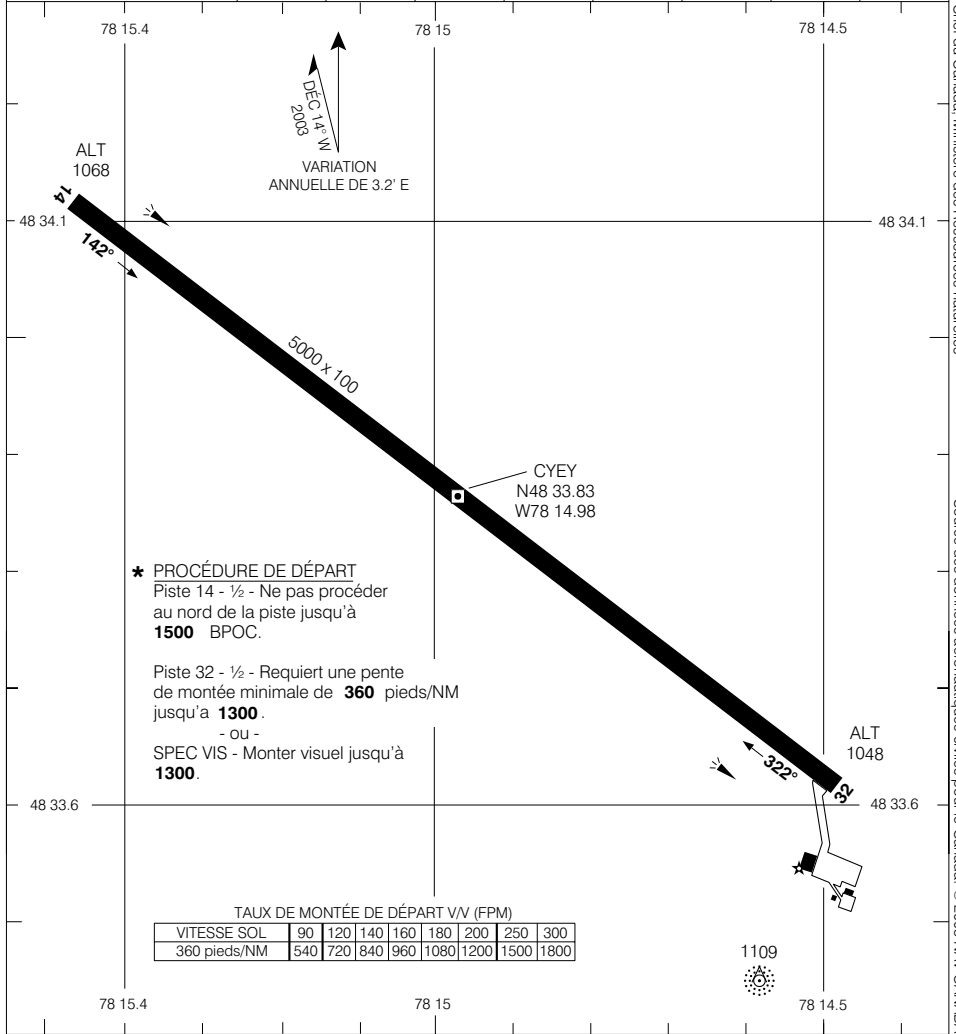 78 15.4
78 15
78 14.5
DÉC 14° W
2003
VARIATION
ANNUELLE DE 3.2' E
ALT
1068
14
48 34.1
48 34.1
142°
5000 x 100
CYEY
N48 33.83
W78 14.98
* PROCÉDURE DE DÉPART
Piste 14 - ½ - Ne pas procéder
au nord de la piste jusqu'à
1500 BPOC.
Piste 32 - ½ - Requiert une pente
de montée minimale de 360 pieds/NM
jusqu'a 1300.
- ou -
SPEC VIS - Monter visuel jusqu'à
1300.
ALT
1048
322°
32
48 33.6
48 33.6
TAUX DE MONTÉE DE DÉPART V/V (FPM)
VITESSE SOL 90 120 140 160 180 200 250 300
360 pieds/NM 540 720 840 960 1080 1200 1500 1800
1109
78 15.4
78 15
78 14.5